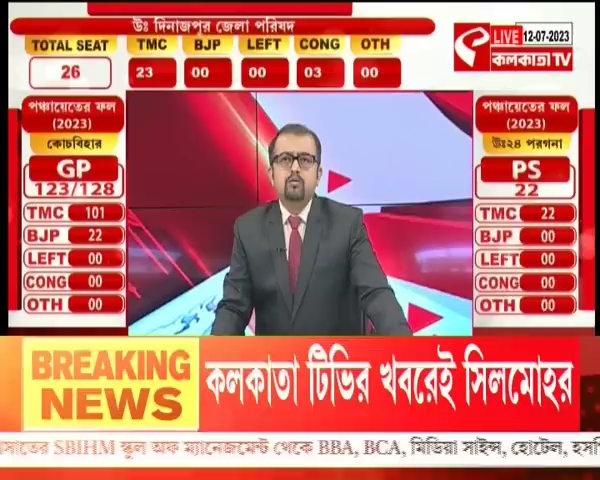 উঃ দিনাজপুর জেলা পরিষদ
TOTAL SEAT TMC BJP LEFT CONG OTH
26 23 00 00 03 00
LIVE 12-07-2023
কলকাতা TV
পঞ্চায়েতের ফল
(2023)
কোচবিহার
GP
123/128
TMC 101
BJP 22
LEFT 00
CONG 00
OTH 00
পঞ্চায়েতের ফল
(2023)
উঃ২৪ পরগনা
PS
22
TMC 22
BJP 00
LEFT 00
CONG 00
OTH 00
BREAKING
NEWS
কলকাতা টিভির খবরেই সিলমোহর
SBIHM স্কুল অফ ম্যানেজমেন্ট থেকে BBA, BCA, মিডিয়া সাইন্স, হোটেল,